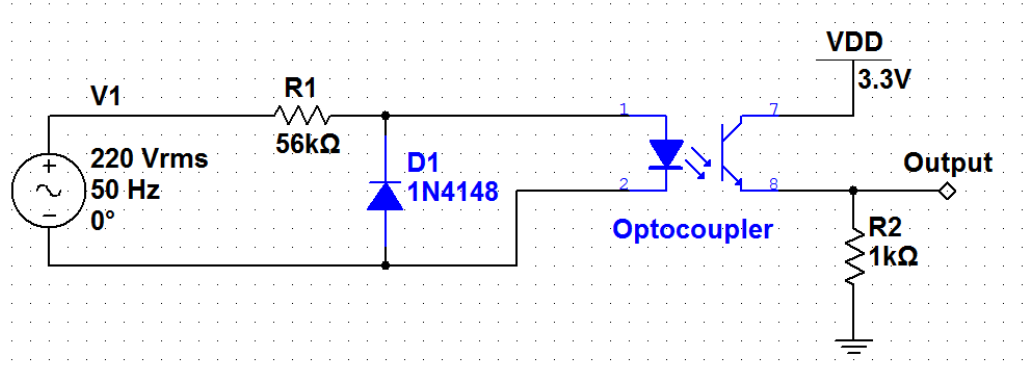 VDD
3.3V
V1
R1
56kΩ
220 Vrms
50 Hz
0°
D1
1N4148
1
2
7
8
Optocoupler
Output
R2
1kΩ